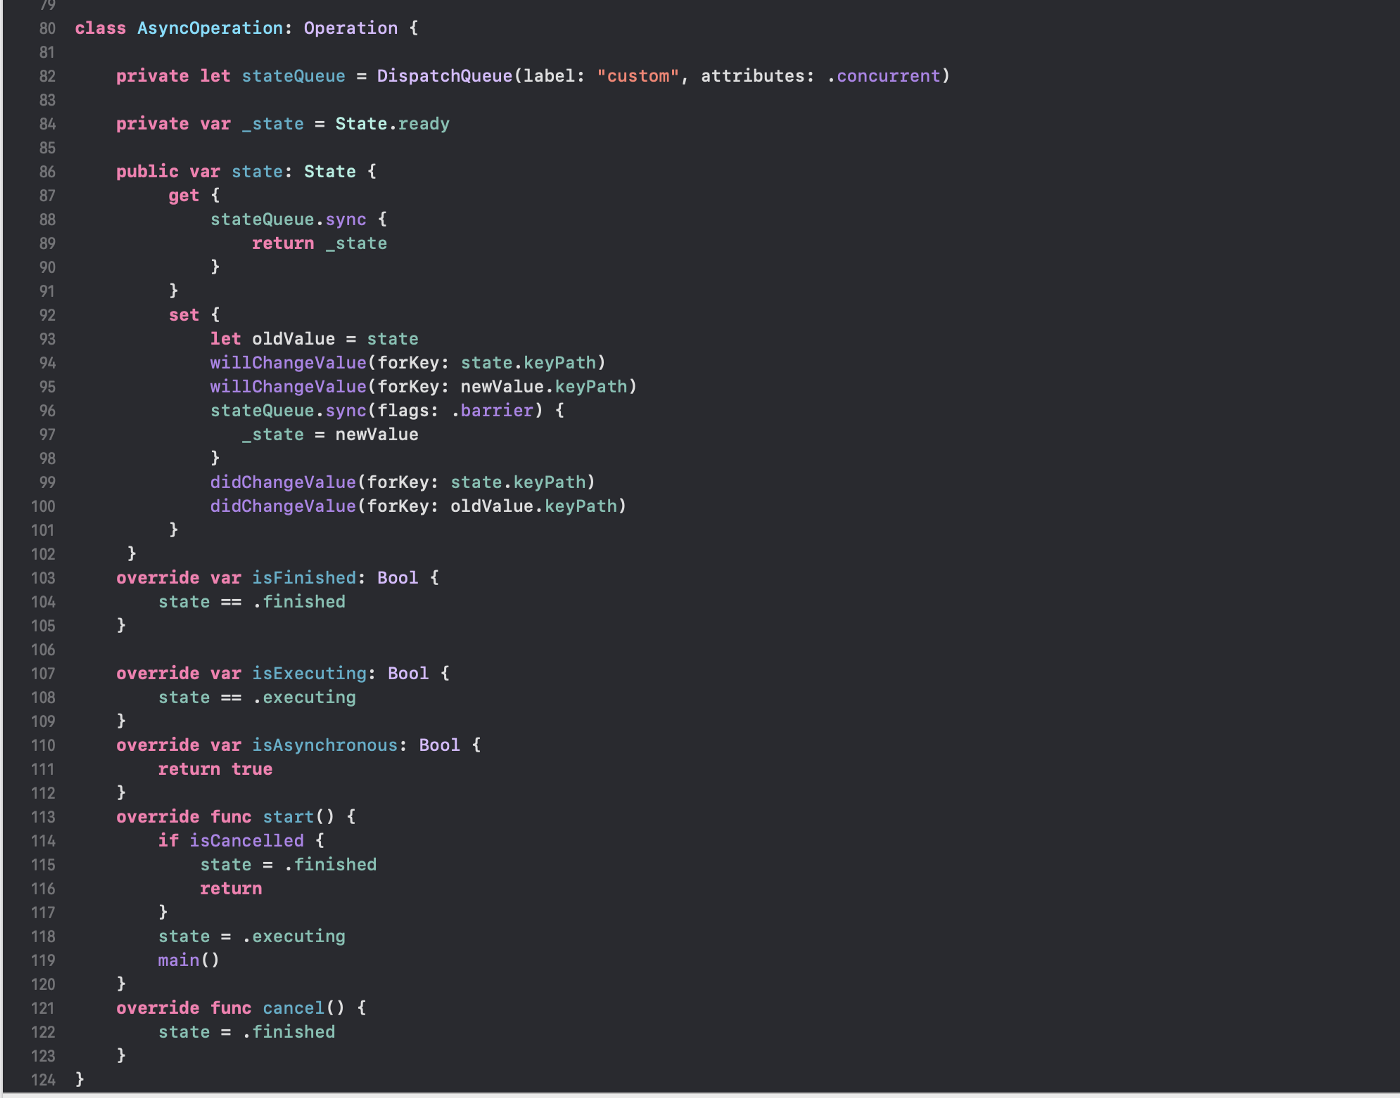 79
80 class AsyncOperation: Operation {
81
82     private let stateQueue = DispatchQueue(label: "custom", attributes: .concurrent)
83
84     private var _state = State.ready
85
86     public var state: State {
87          get {
88              stateQueue.sync {
89                  return _state
90              }
91          }
92          set {
93              let oldValue = state
94              willChangeValue(forKey: state.keyPath)
95              willChangeValue(forKey: newValue.keyPath)
96              stateQueue.sync(flags: .barrier) {
97                 _state = newValue
98              }
99              didChangeValue(forKey: state.keyPath)
100              didChangeValue(forKey: oldValue.keyPath)
101          }
102      }
103     override var isFinished: Bool {
104         state == .finished
105     }
106
107     override var isExecuting: Bool {
108         state == .executing
109     }
110     override var isAsynchronous: Bool {
111         return true
112     }
113     override func start() {
114         if isCancelled {
115             state = .finished
116             return
117         }
118         state = .executing
119         main()
120     }
121     override func cancel() {
122         state = .finished
123     }
124 }